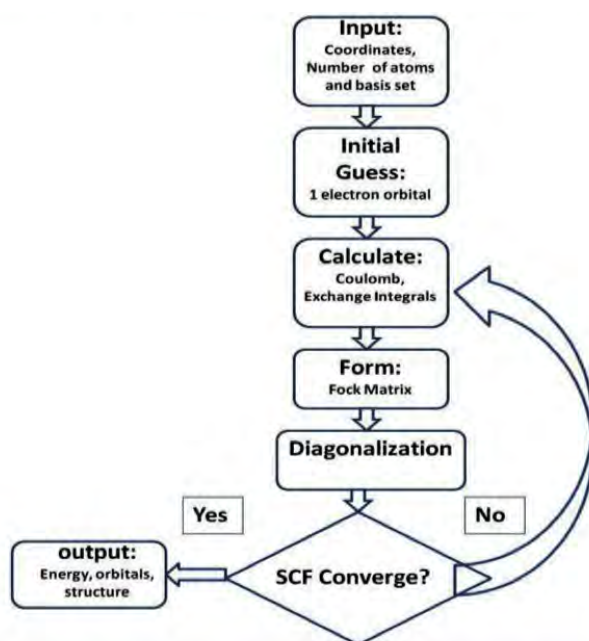 Input:
Coordinates,
Number of atoms
and basis set
Initial
Guess:
1 electron orbital
Calculate:
Coulomb,
Exchange Integrals
Form:
Fock Matrix
Diagonalization
Yes
No
output:
Energy, orbitals,
structure
SCF Converge?